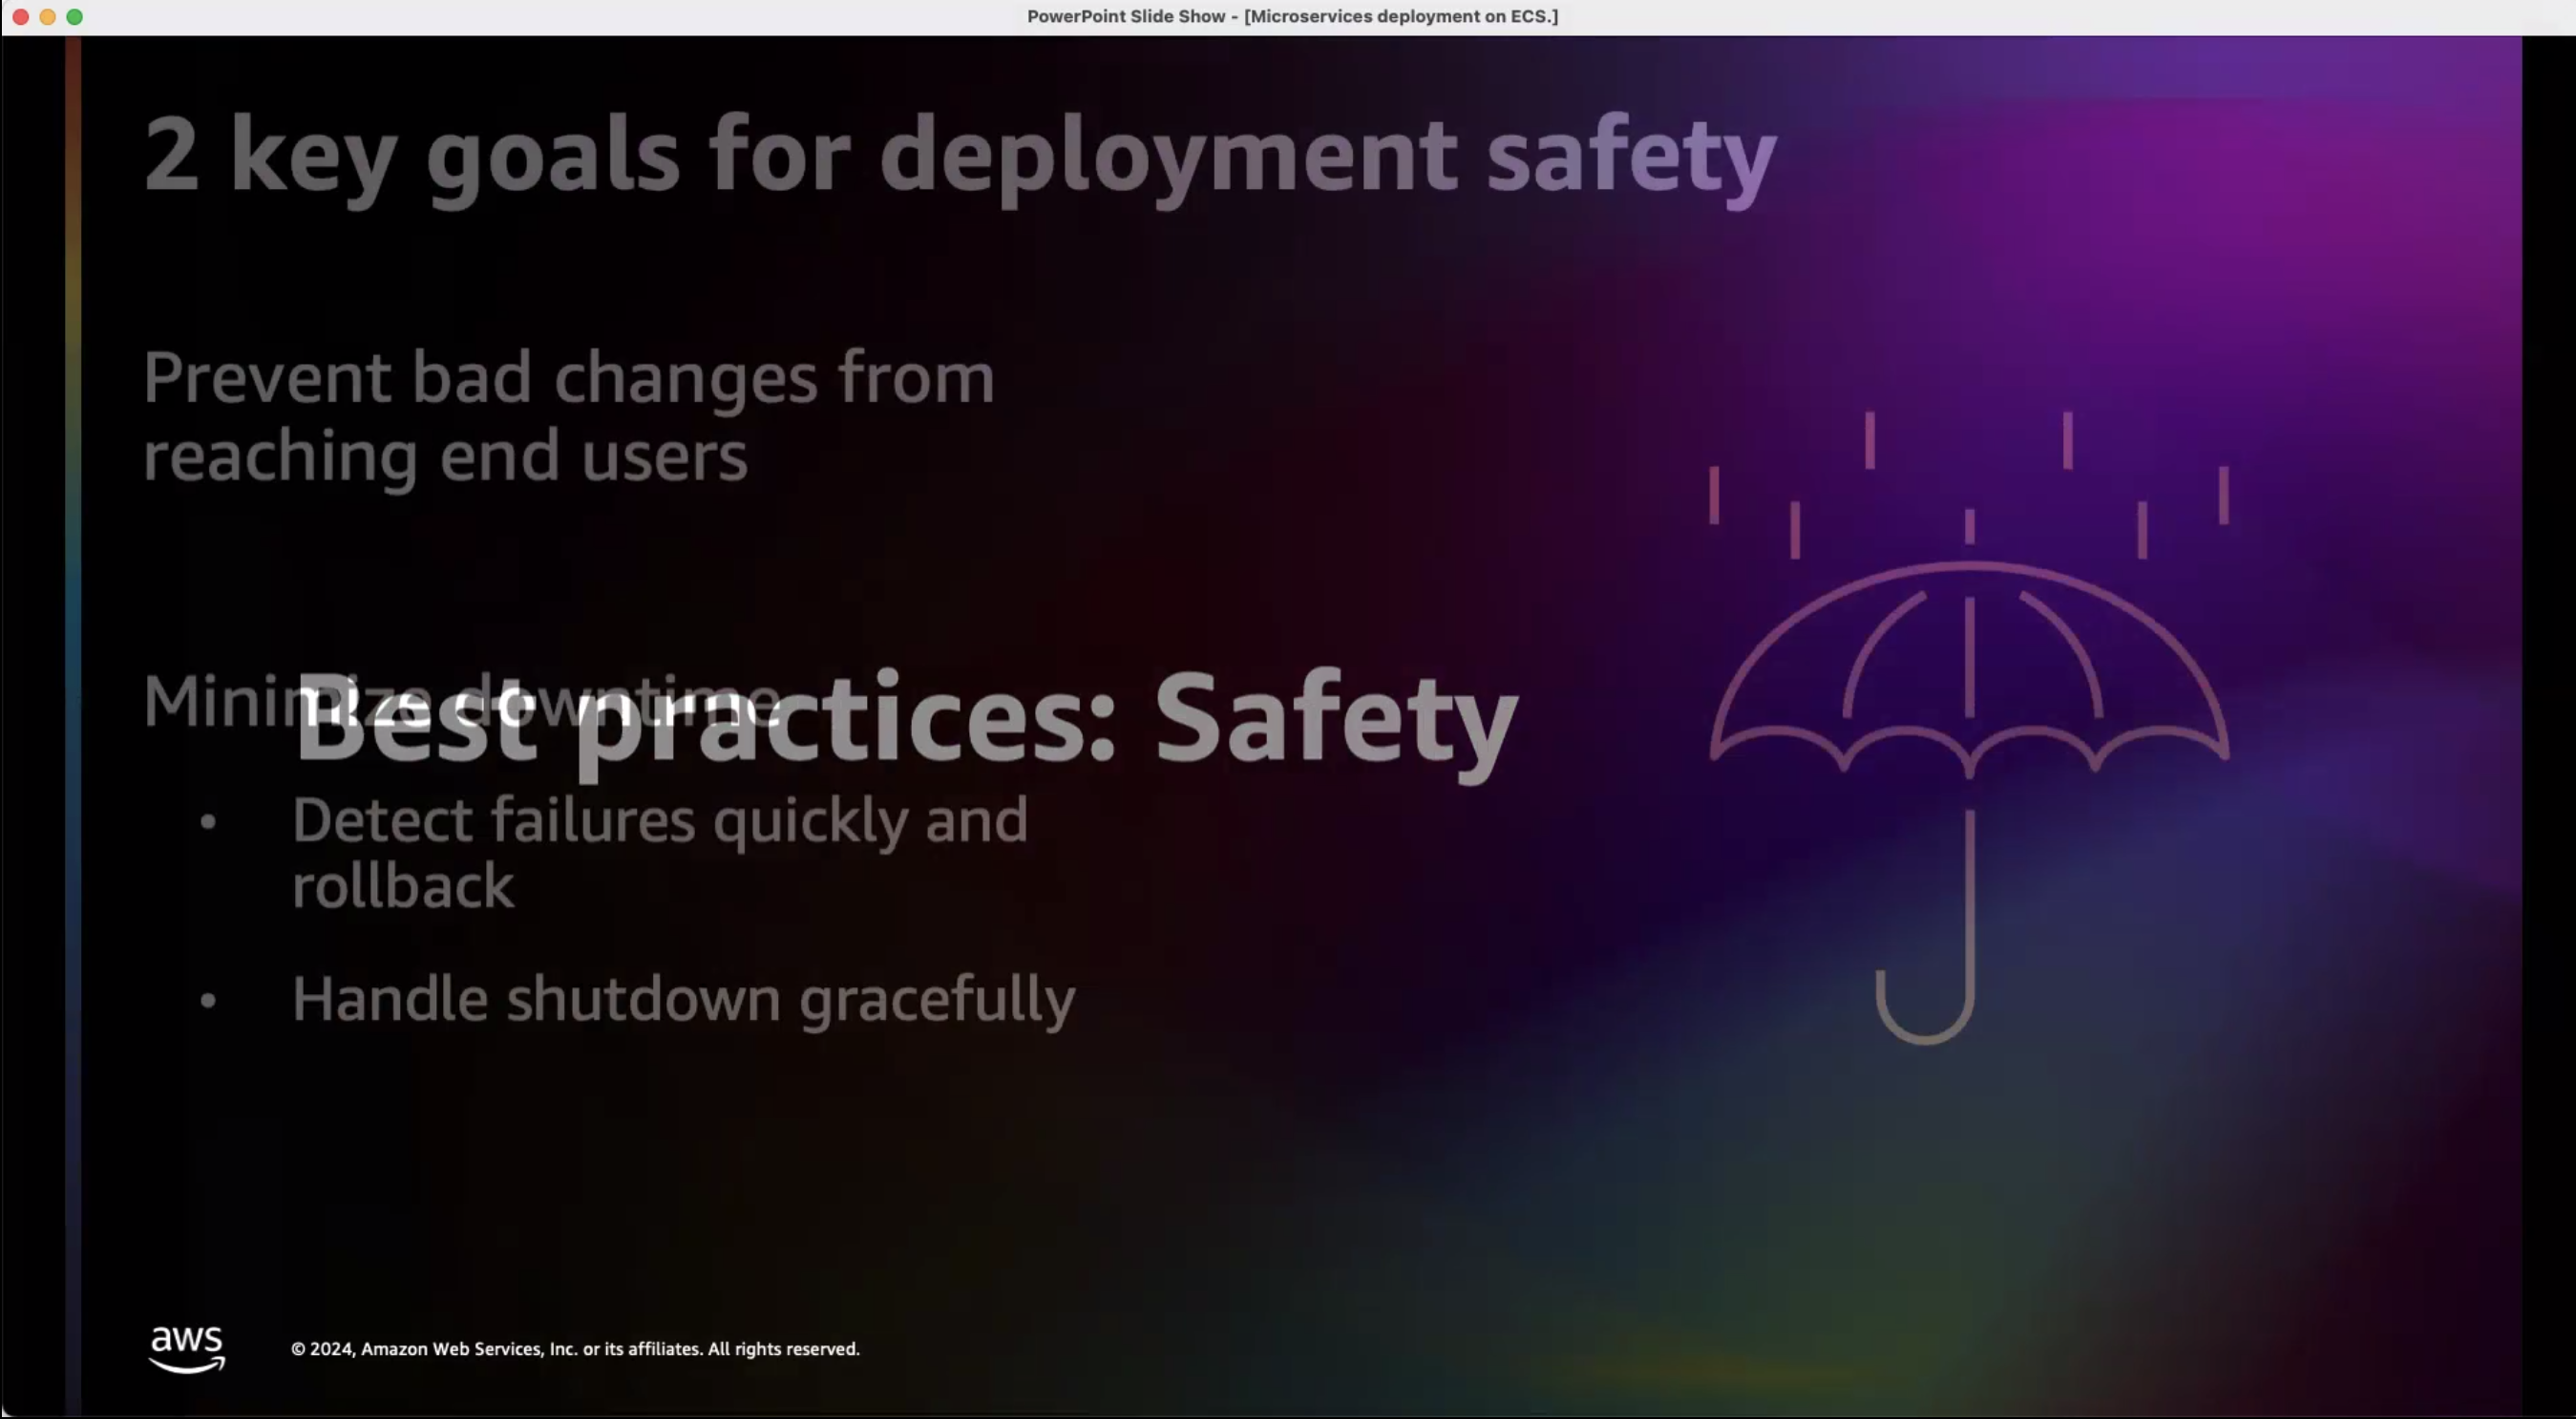 PowerPoint Slide Show - [Microservices deployment on ECS.]
2 key goals for deployment safety
Prevent bad changes from
reaching end users
Minimize downtime
Best practices: Safety
• Detect failures quickly and
rollback
• Handle shutdown gracefully
aws
© 2024, Amazon Web Services, Inc. or its affiliates. All rights reserved.